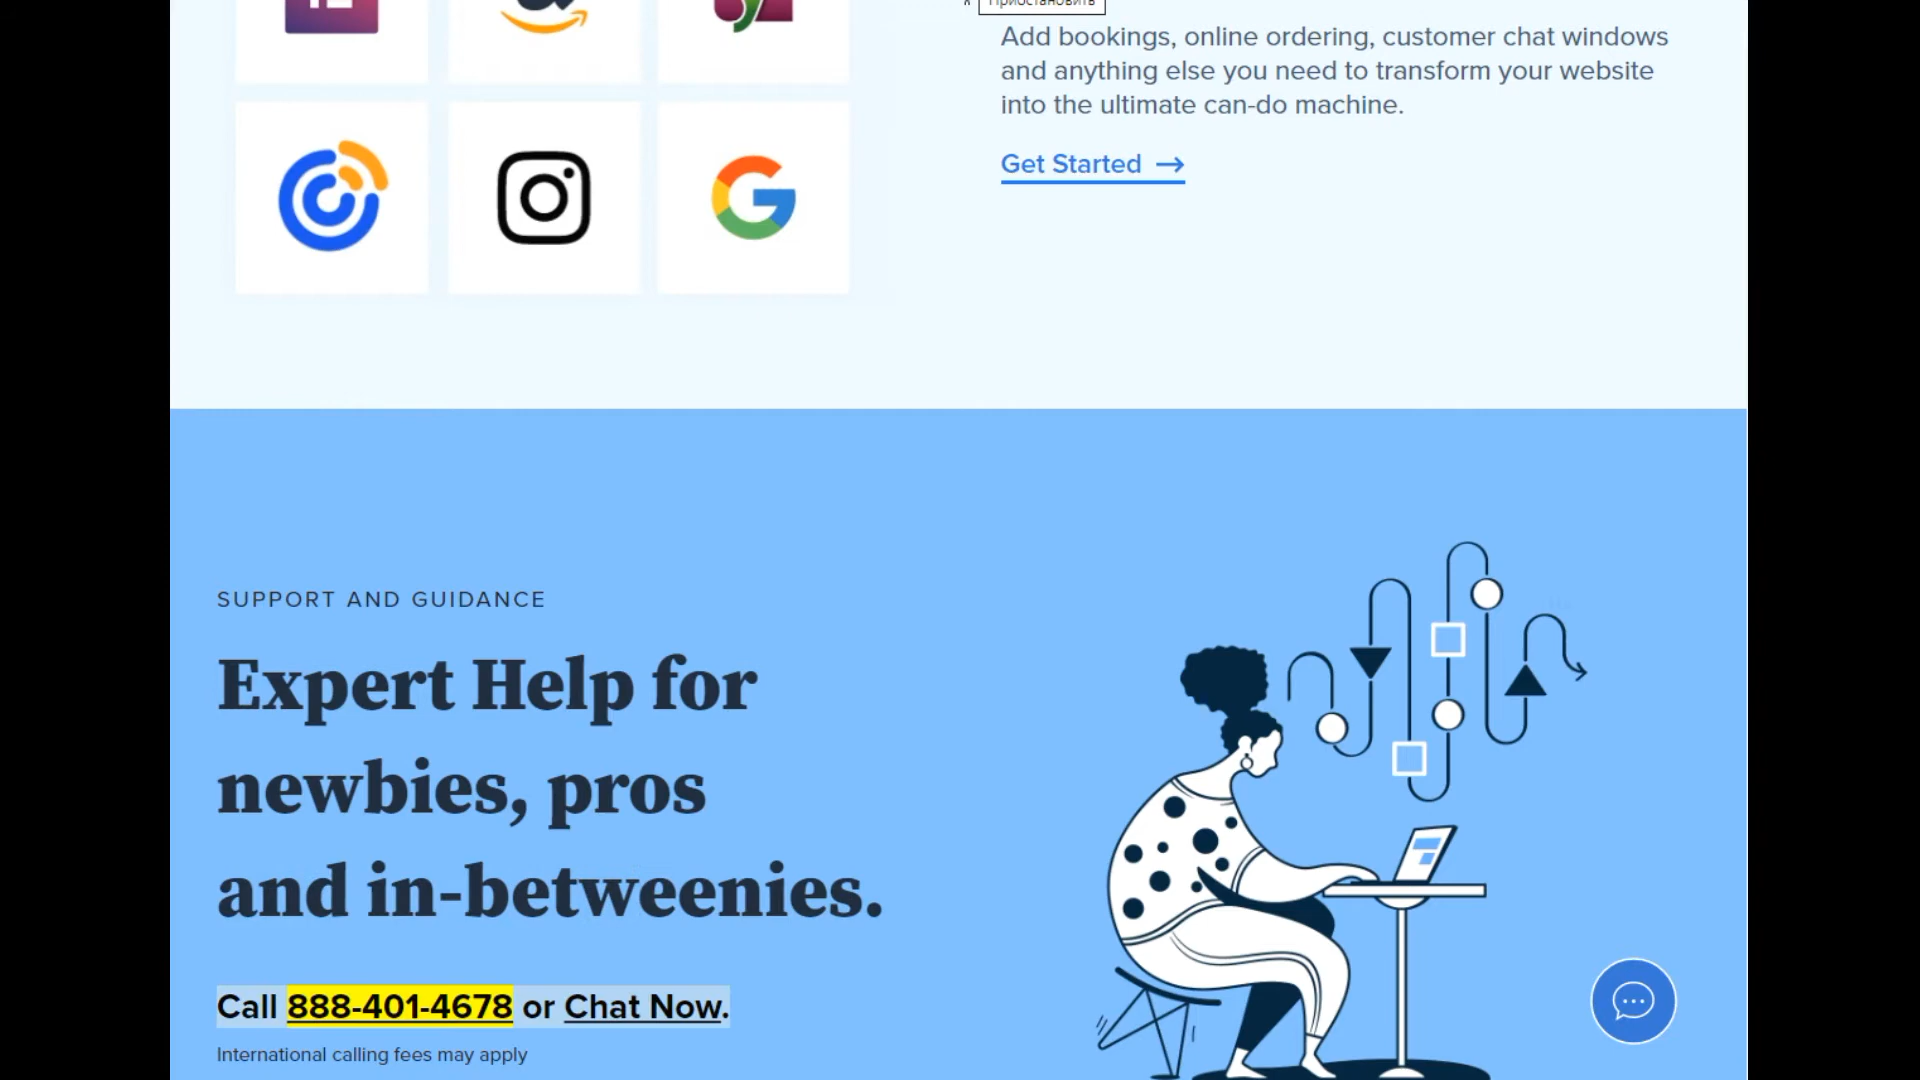 Приостановить
Add bookings, online ordering, customer chat windows
and anything else you need to transform your website
into the ultimate can-do machine.
Get Started
SUPPORT AND GUIDANCE
Expert Help for
newbies, pros
and in-betweenies.
Call 888-401-4678 or Chat Now.
International calling fees may apply